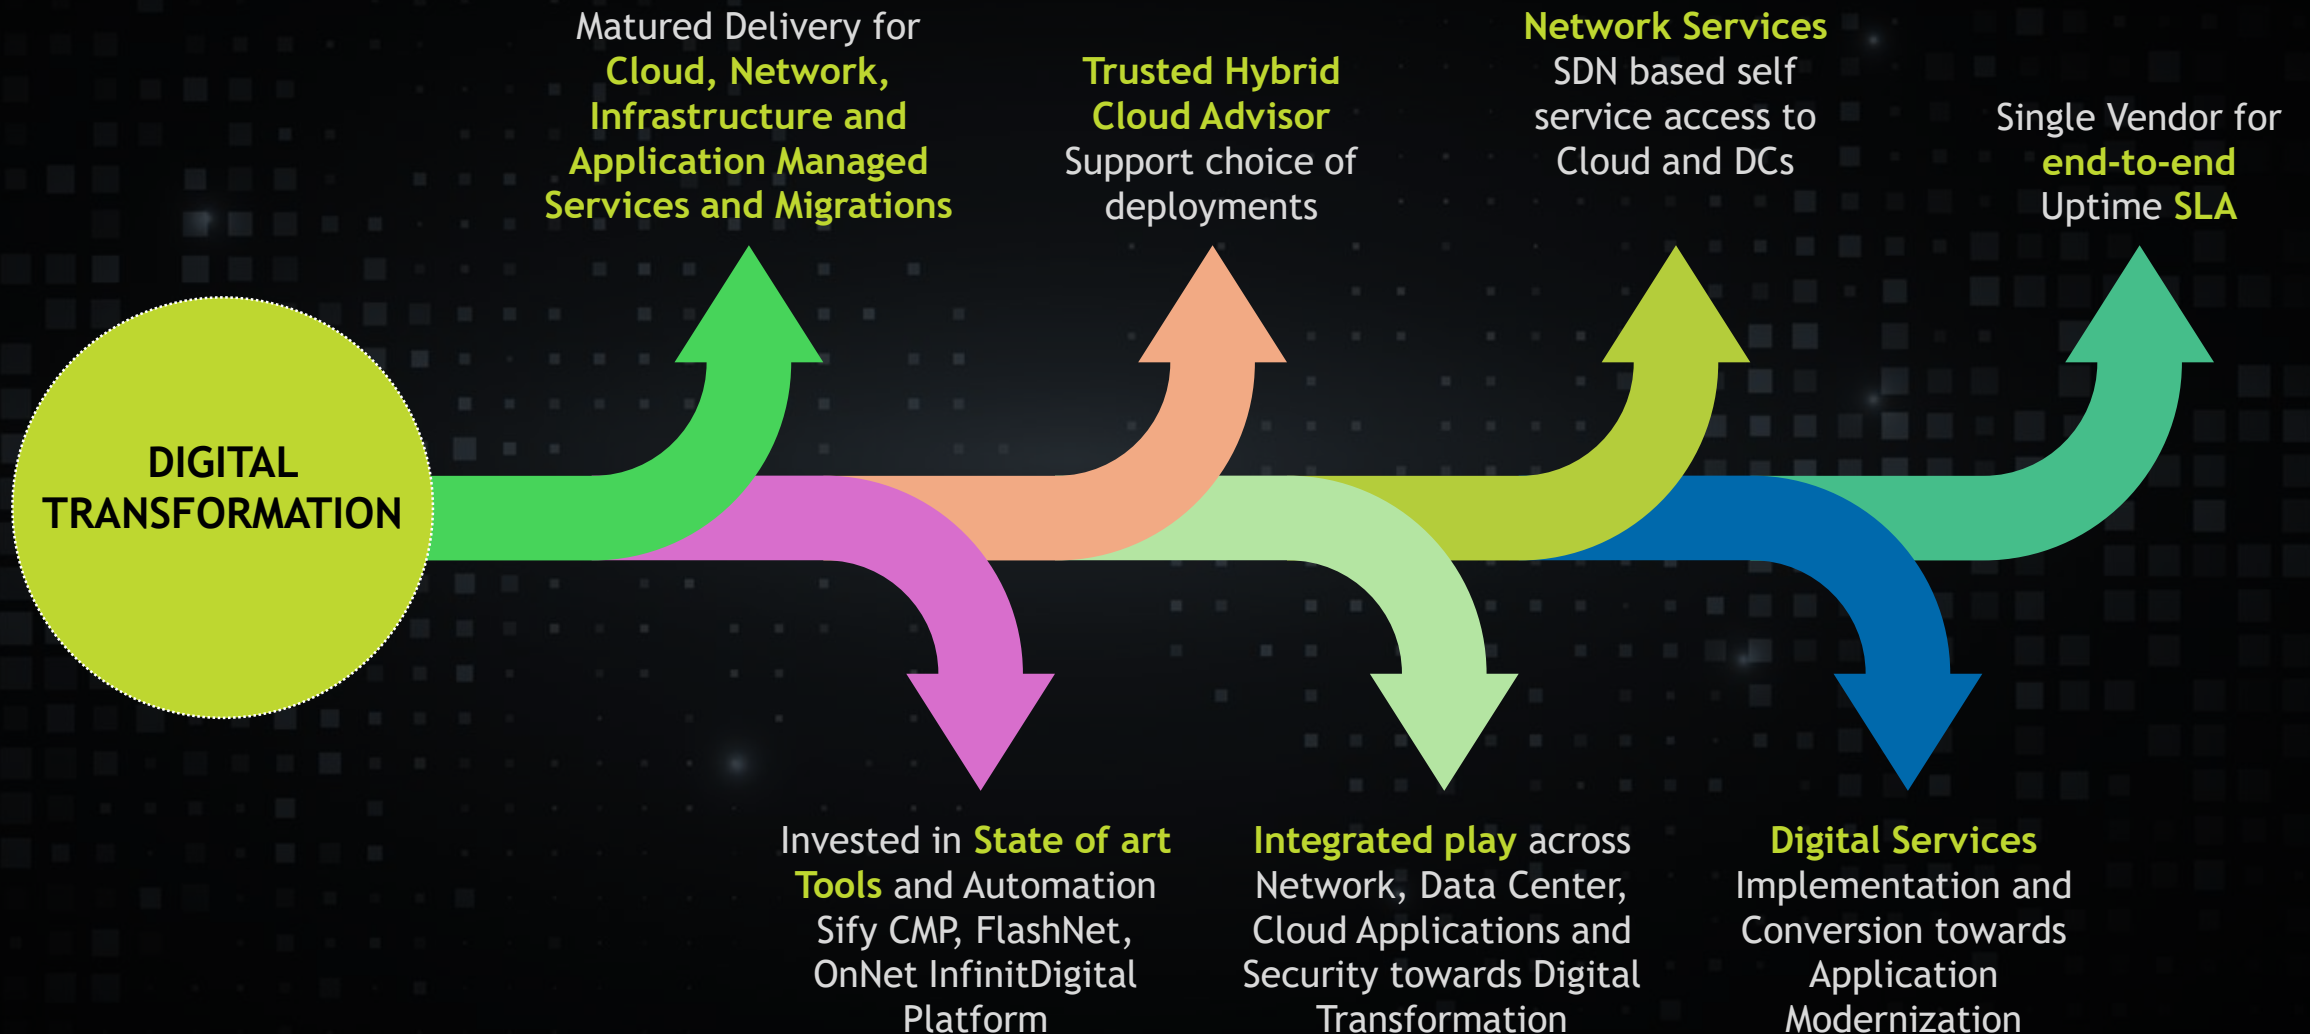 Matured Delivery for
Cloud, Network,
Infrastructure and
Application Managed
Services and Migrations
Trusted Hybrid
Cloud Advisor
Support choice of
deployments
Network Services
SDN based self
service access to
Cloud and DCs
Single Vendor for
end-to-end
Uptime SLA
DIGITAL
TRANSFORMATION
Invested in State of art
Tools and Automation
Sify CMP, FlashNet,
OnNet InfinitDigital
Platform
Integrated play across
Network, Data Center,
Cloud Applications and
Security towards Digital
Transformation
Digital Services
Implementation and
Conversion towards
Application
Modernization